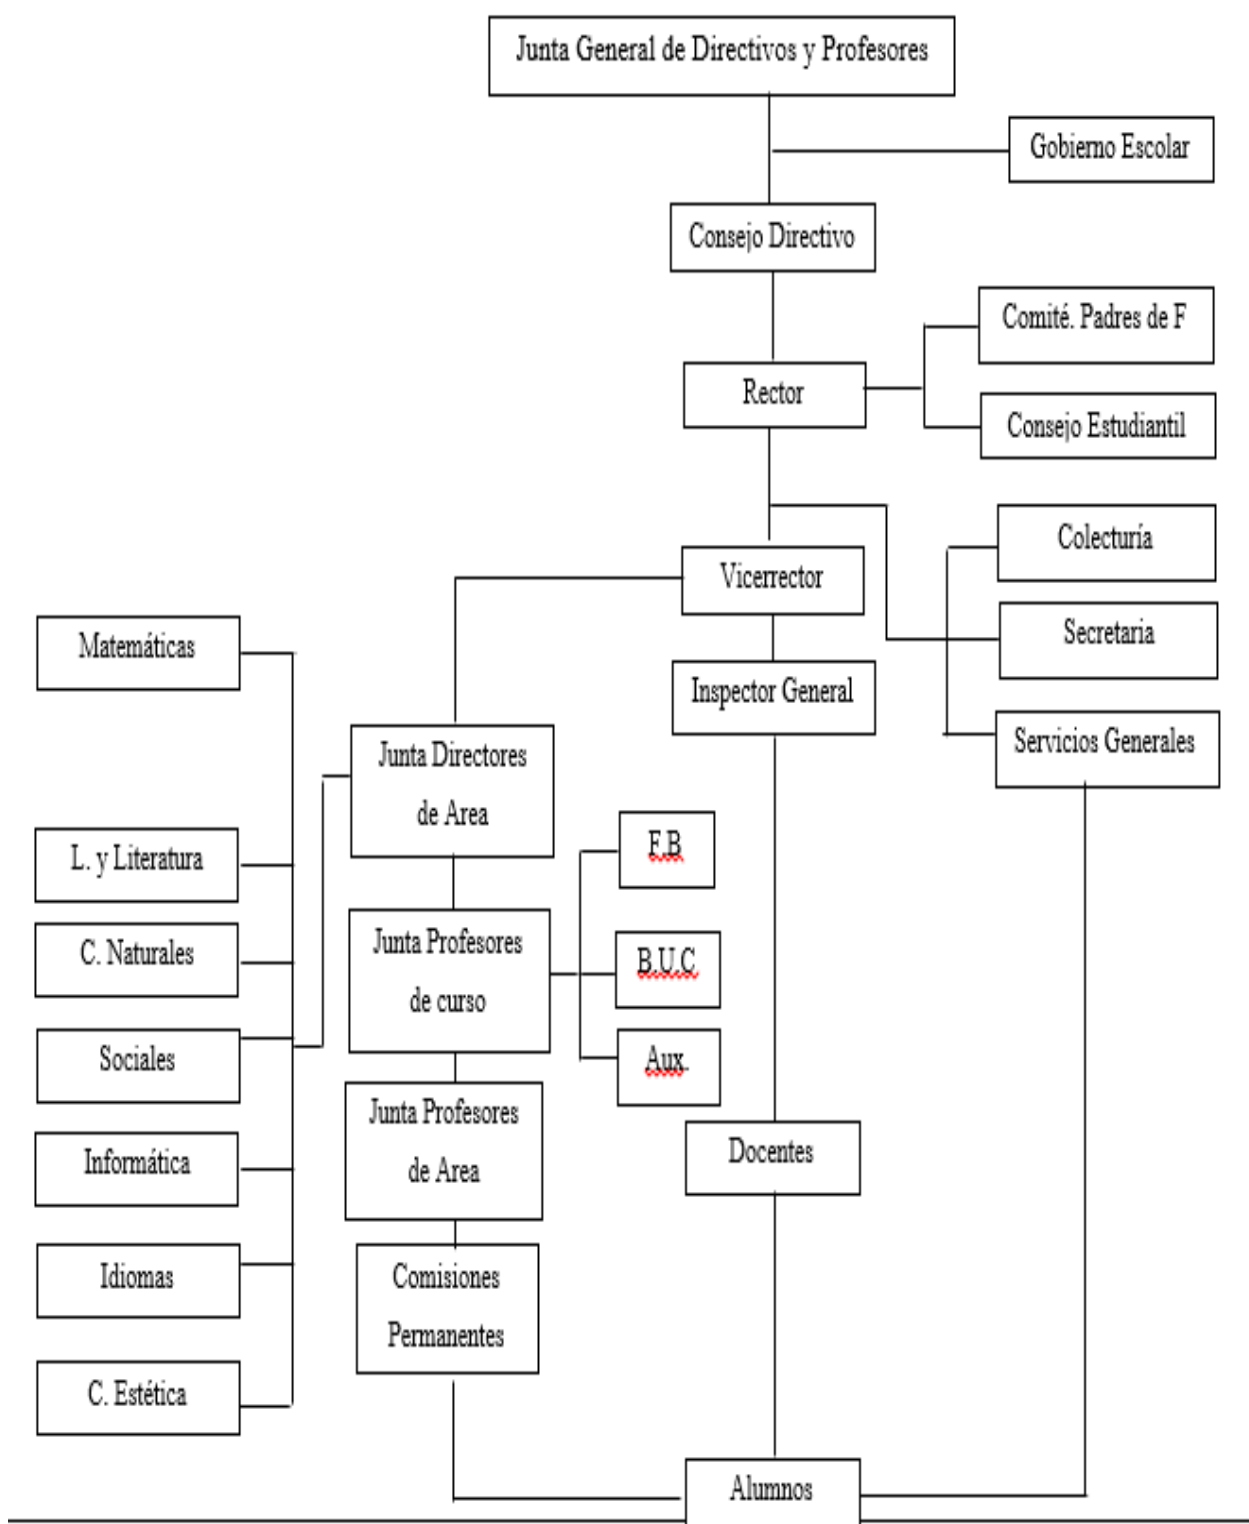 Junta General de Directivos y Profesores
Gobierno Escolar
Consejo Directivo
Comité. Padres de F
Rector
Consejo Estudiantil
Colecturía
Vicerrector
Secretaria
Matemáticas
Inspector General
Servicios Generales
Junta Directores
de Area
F.B
L. y Literatura
C. Naturales
Junta Profesores
de curso
B.U.C
Sociales
Aux.
Junta Profesores
de Area
Docentes
Informática
Idiomas
Comisiones
Permanentes
C. Estética
Alumnos